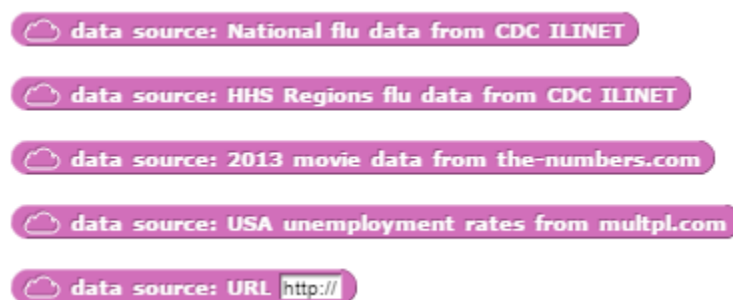 data source: National flu data from CDC ILINET
data source: HHS Regions flu data from CDC ILINET
data source: 2013 movie data from the-numbers.com
data source: USA unemployment rates from multpl.com
data source: URL http://